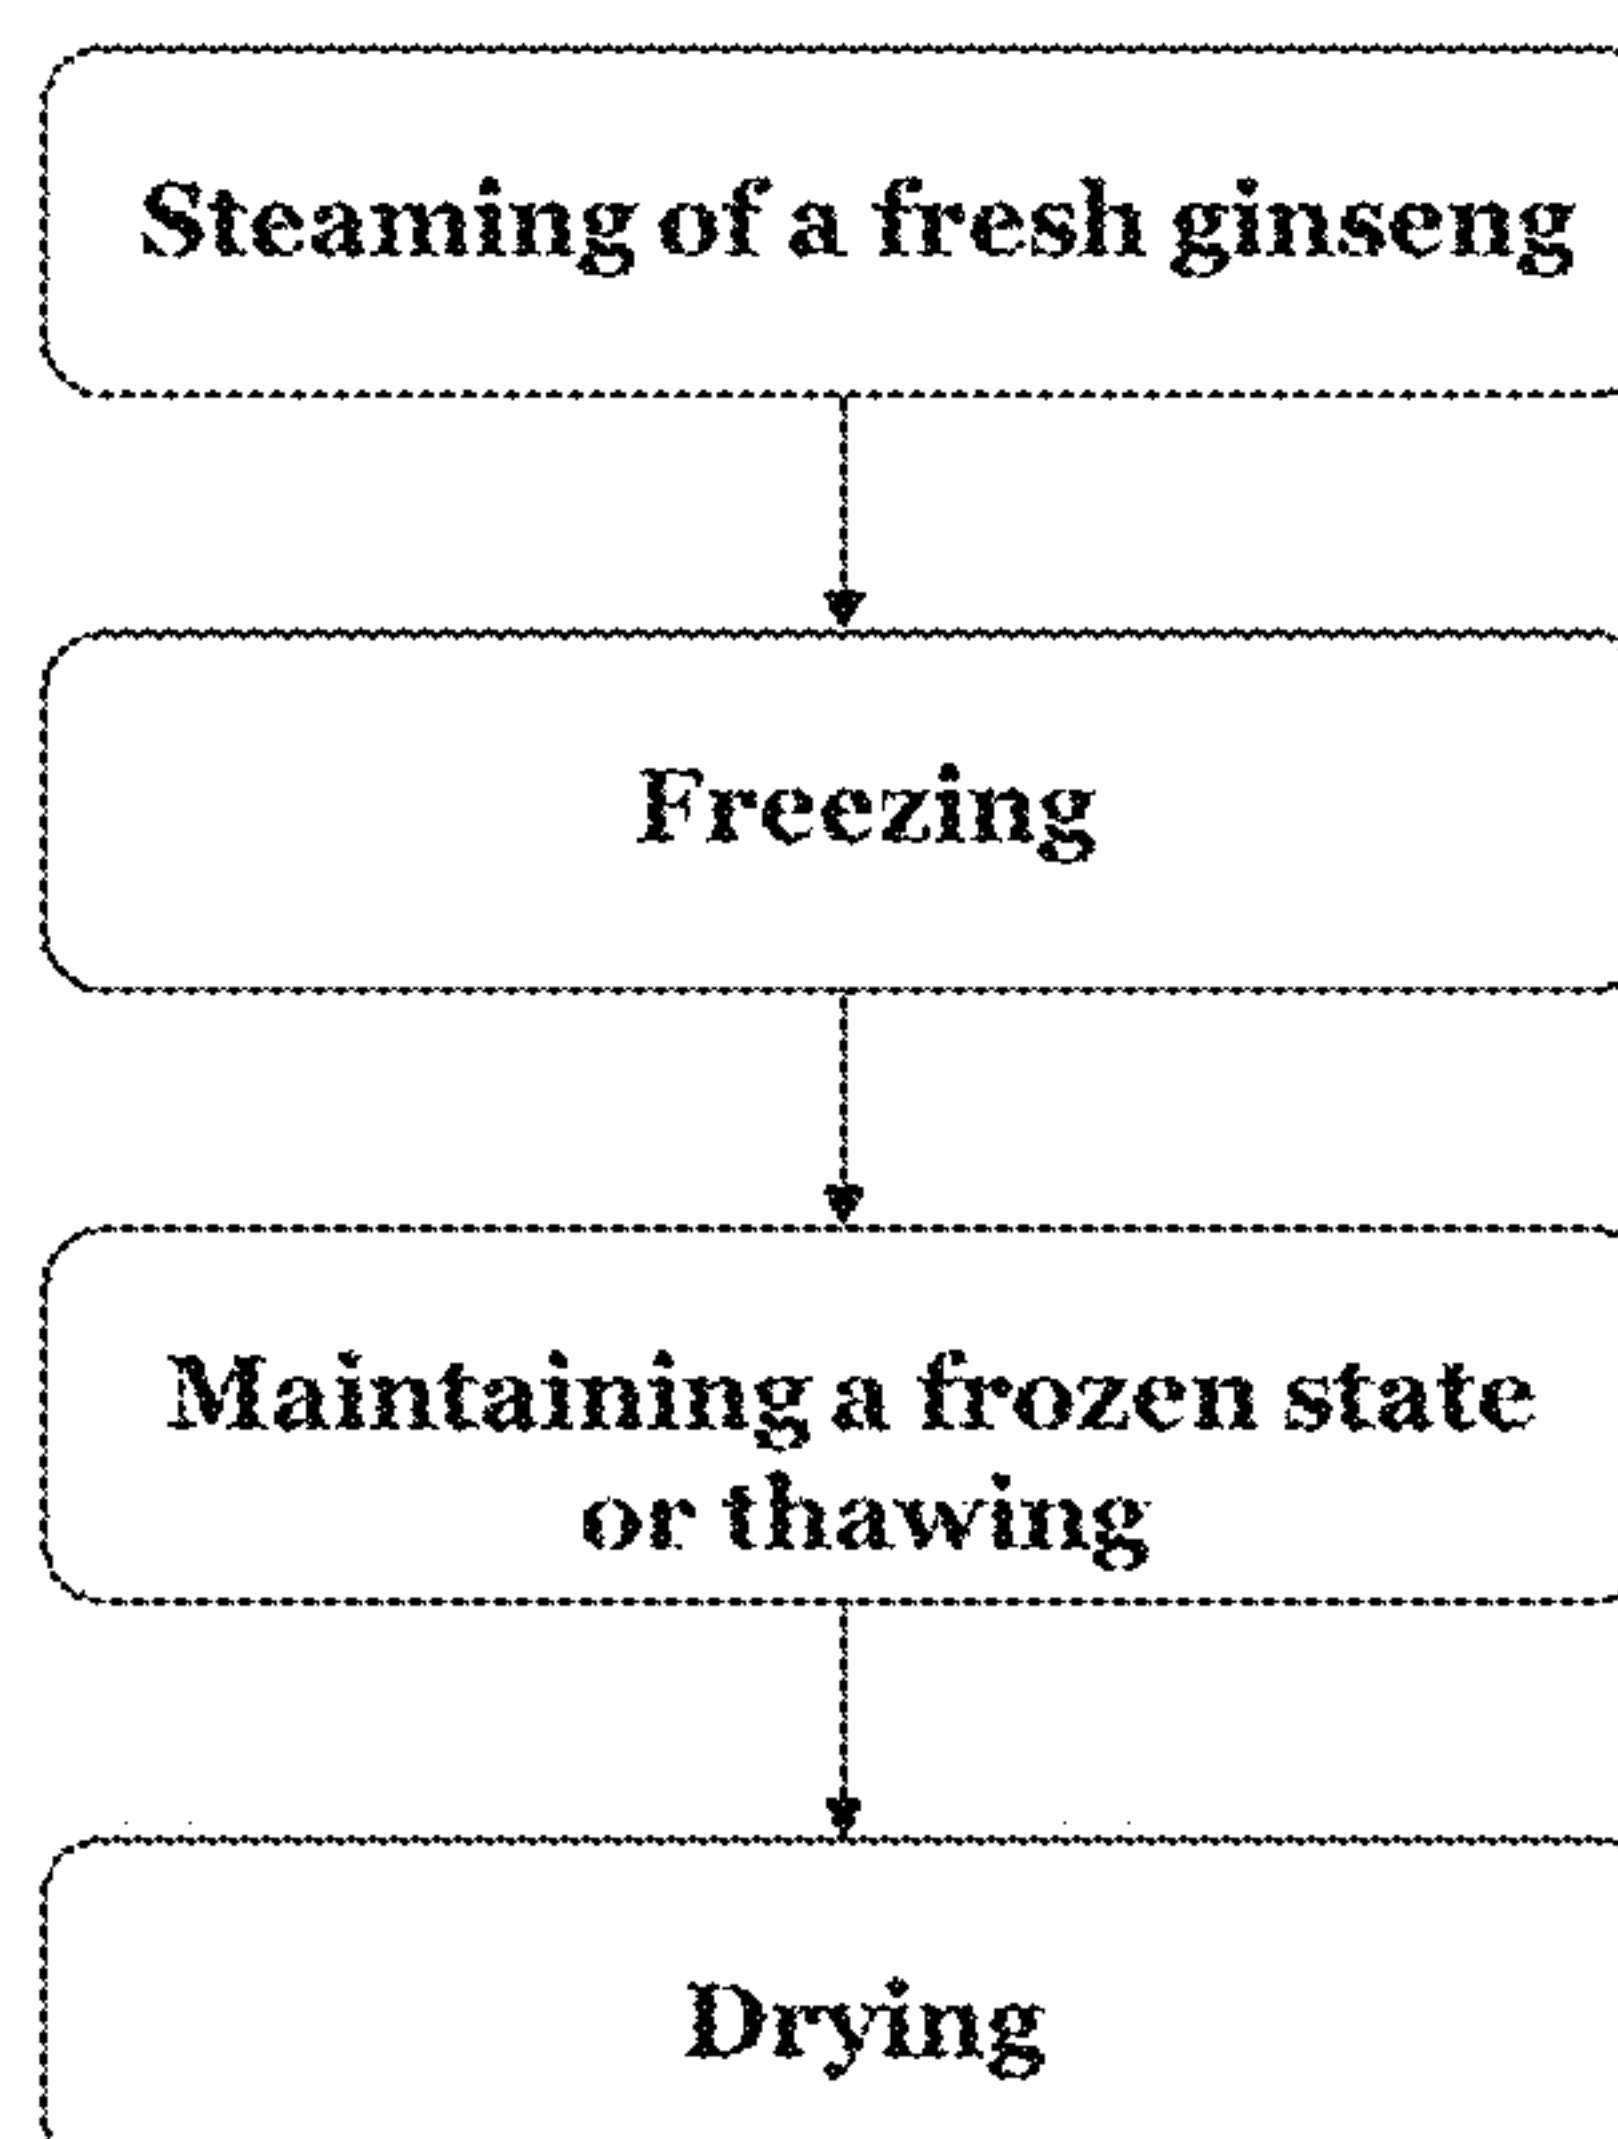 Steaming of a fresh ginseng
Freezing
Maintaining a frozen state
or thawing
Drying